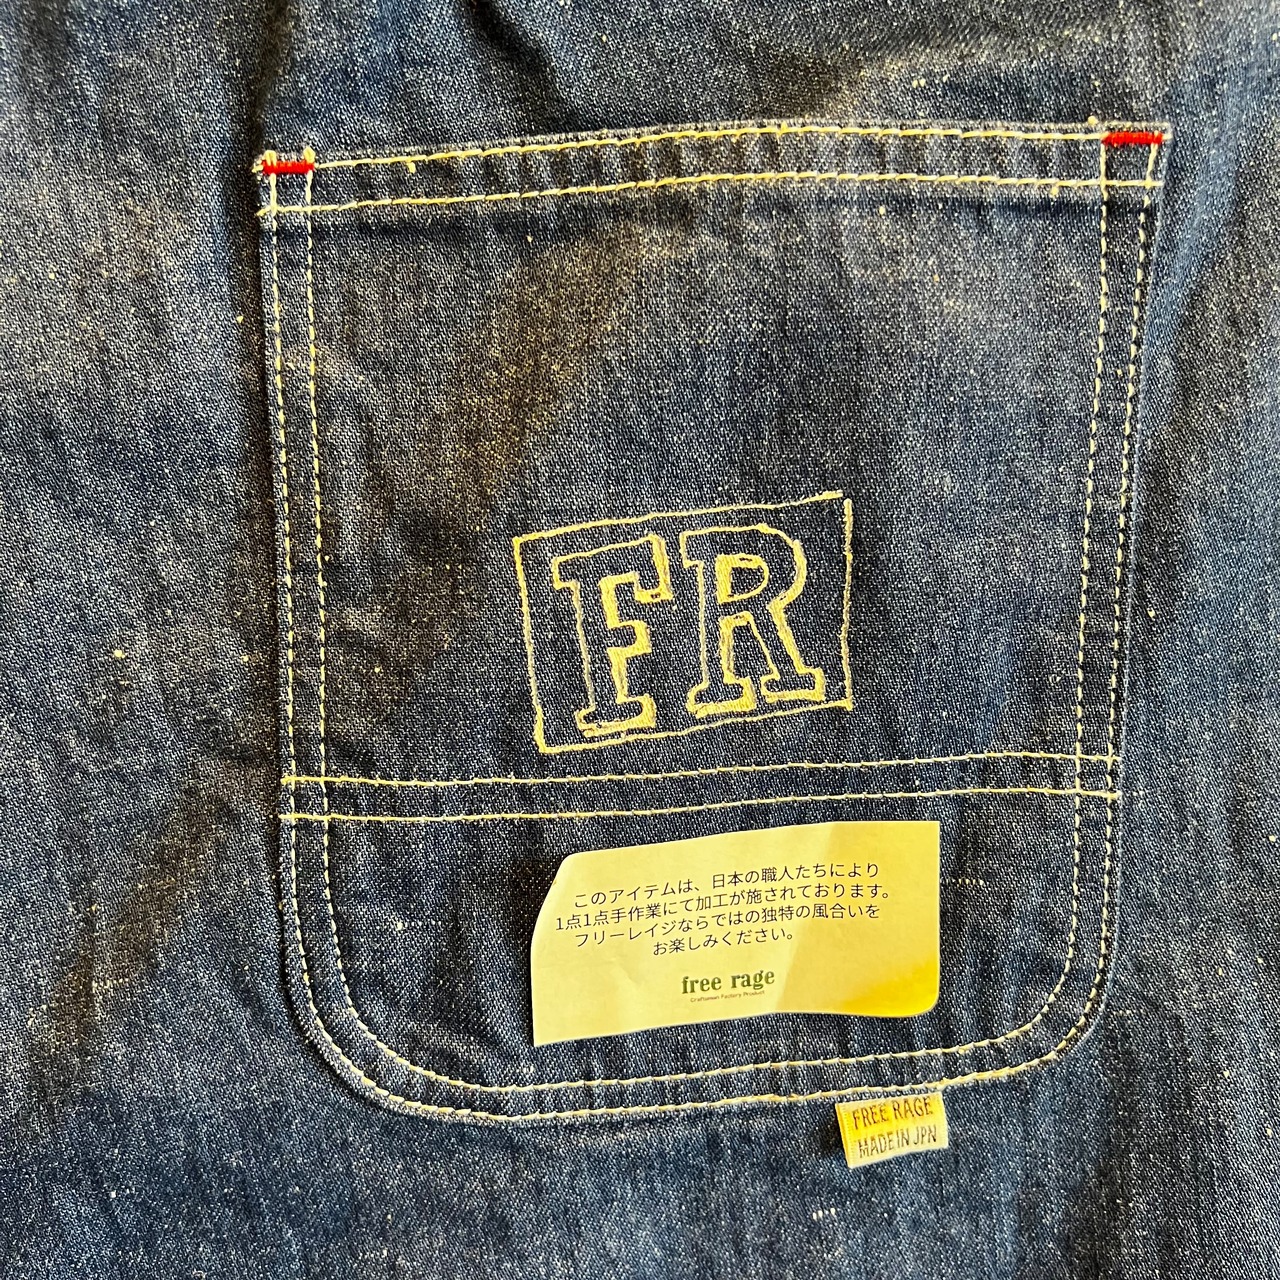 FR
このアイテムは、日本の職人たちにより
1点1点手作業にて加工が施されております。
フリーレイジならではの独特の風合いを
お楽しみください。
free rage
Craftsman Factory Product
FREE RAGE
MADE IN JPN